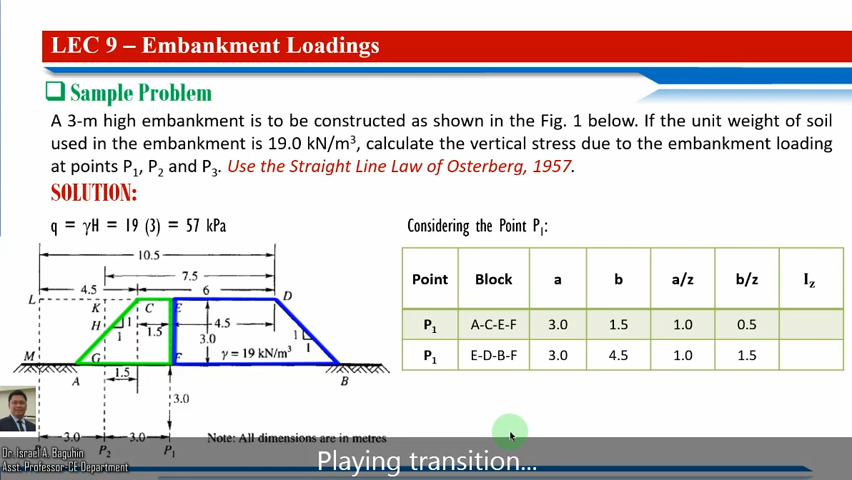 LEC 9 – Embankment Loadings
Sample Problem
A 3-m high embankment is to be constructed as shown in the Fig. 1 below. If the unit weight of soil
used in the embankment is 19.0 kN/m³, calculate the vertical stress due to the embankment loading
at points P₁, P₂ and P₃. Use the Straight Line Law of Osterberg, 1957.
SOLUTION:
q = γH = 19 (3) = 57 kPa
Considering the Point P₁:
10.5
7.5
4.5 6
L K C E D
H 1 1 1.5 4.5 3.0 1 1
γ = 19 kN/m³
M G F
A 1.5 B
3.0
3.0 3.0
P₂ P₁
Note: All dimensions are in metres
Point Block a b a/z b/z I_z
P₁ A-C-E-F 3.0 1.5 1.0 0.5
P₁ E-D-B-F 3.0 4.5 1.0 1.5
Dr. Israel A. Baguhin
Asst. Professor-CE Department
Playing transition...